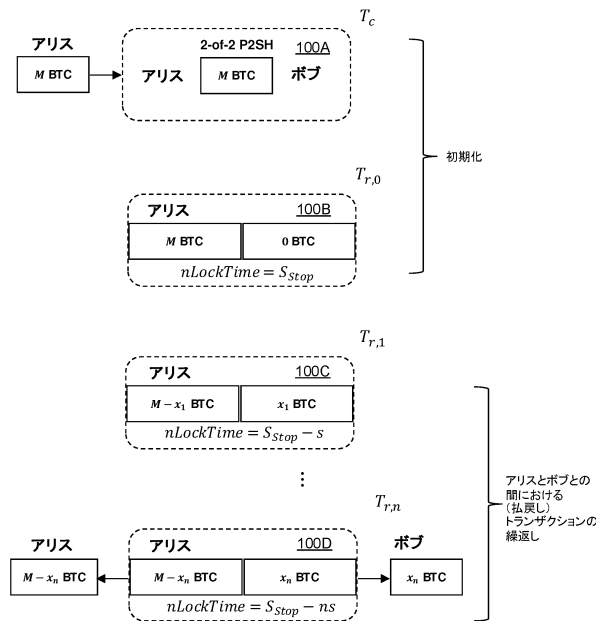 T_c
アリス
2-of-2 P2SH
100A
M BTC
アリス
M BTC
ボブ
初期化
T_{r,0}
アリス
100B
M BTC
0 BTC
nLockTime = S_{Stop}
T_{r,1}
アリス
100C
M − x_1 BTC
x_1 BTC
nLockTime = S_{Stop} − s
⋮
アリスとボブとの
間における
(払戻し)
トランザクションの
繰返し
T_{r,n}
アリス
アリス
100D
ボブ
M − x_n BTC
M − x_n BTC
x_n BTC
x_n BTC
nLockTime = S_{Stop} − ns